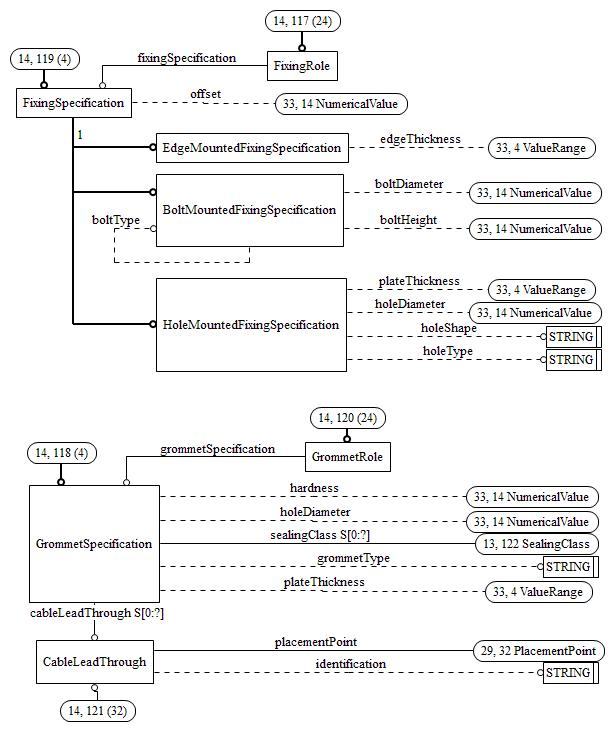 14, 117 (24)
14, 119 (4)
fixingSpecification
FixingRole
FixingSpecification
offset
33, 14 NumericalValue
1
EdgeMountedFixingSpecification
edgeThickness
33, 4 ValueRange
boltType
BoltMountedFixingSpecification
boltDiameter
33, 14 NumericalValue
boltHeight
33, 14 NumericalValue
HoleMountedFixingSpecification
plateThickness
33, 4 ValueRange
holeDiameter
33, 14 NumericalValue
holeShape
STRING
holeType
STRING
14, 120 (24)
14, 118 (4)
grommetSpecification
GrommetRole
GrommetSpecification
hardness
33, 14 NumericalValue
holeDiameter
33, 14 NumericalValue
sealingClass S[0:?]
13, 122 SealingClass
grommetType
STRING
plateThickness
33, 4 ValueRange
cableLeadThrough S[0:?]
CableLeadThrough
placementPoint
29, 32 PlacementPoint
identification
STRING
14, 121 (32)